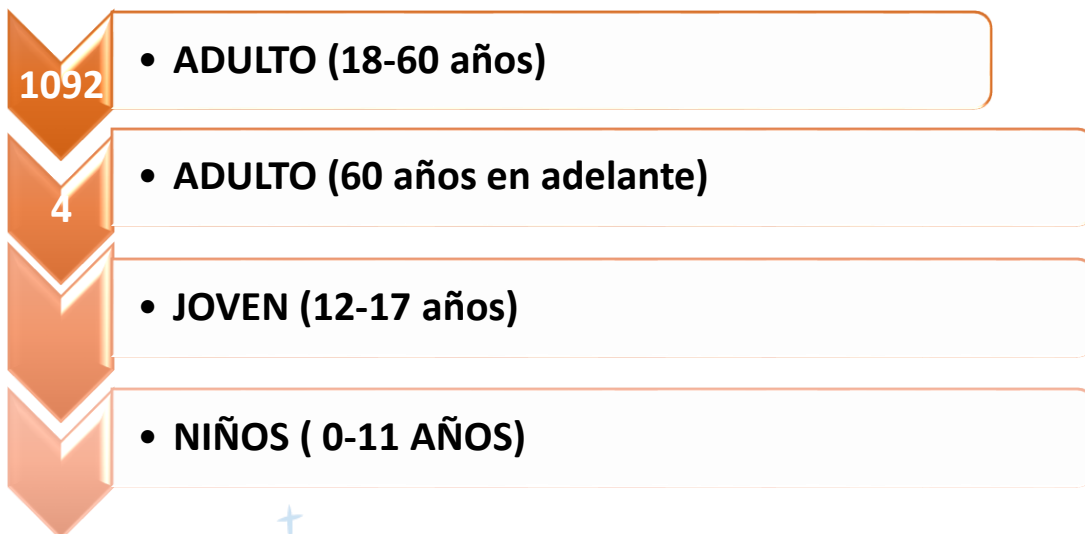 1092
• ADULTO (18-60 años)
4
• ADULTO (60 años en adelante)
• JOVEN (12-17 años)
• NIÑOS ( 0-11 AÑOS)